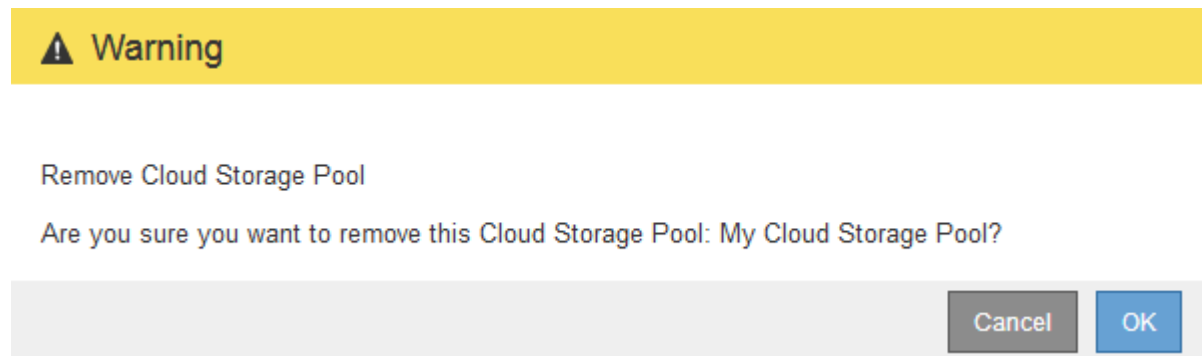 Warning
Remove Cloud Storage Pool
Are you sure you want to remove this Cloud Storage Pool: My Cloud Storage Pool?
Cancel OK